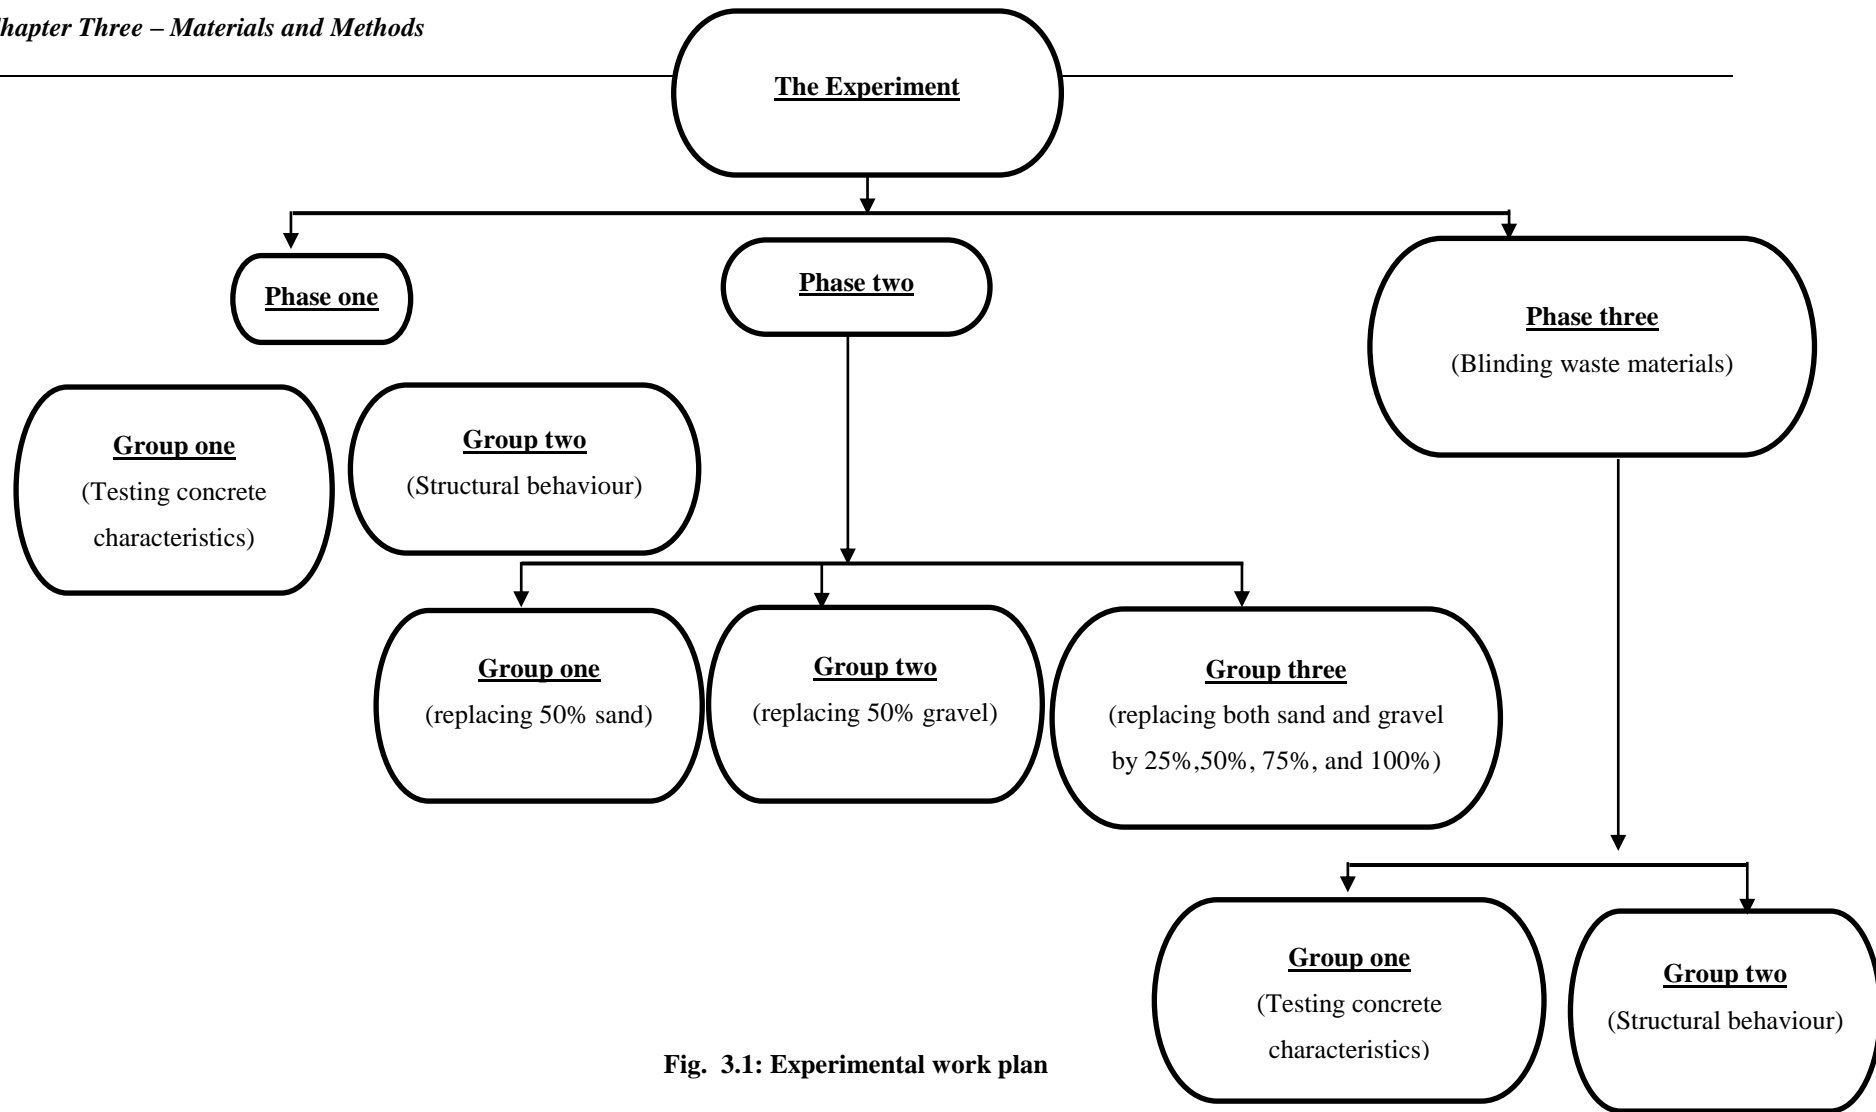 hapter Three – Materials and Methods
The Experiment
Phase one
Phase two
Phase three
(Blinding waste materials)
Group one
(Testing concrete
characteristics)
Group two
(Structural behaviour)
Group one
(replacing 50% sand)
Group two
(replacing 50% gravel)
Group three
(replacing both sand and gravel
by 25%,50%, 75%, and 100%)
Group one
(Testing concrete
characteristics)
Group two
(Structural behaviour)
Fig. 3.1: Experimental work plan